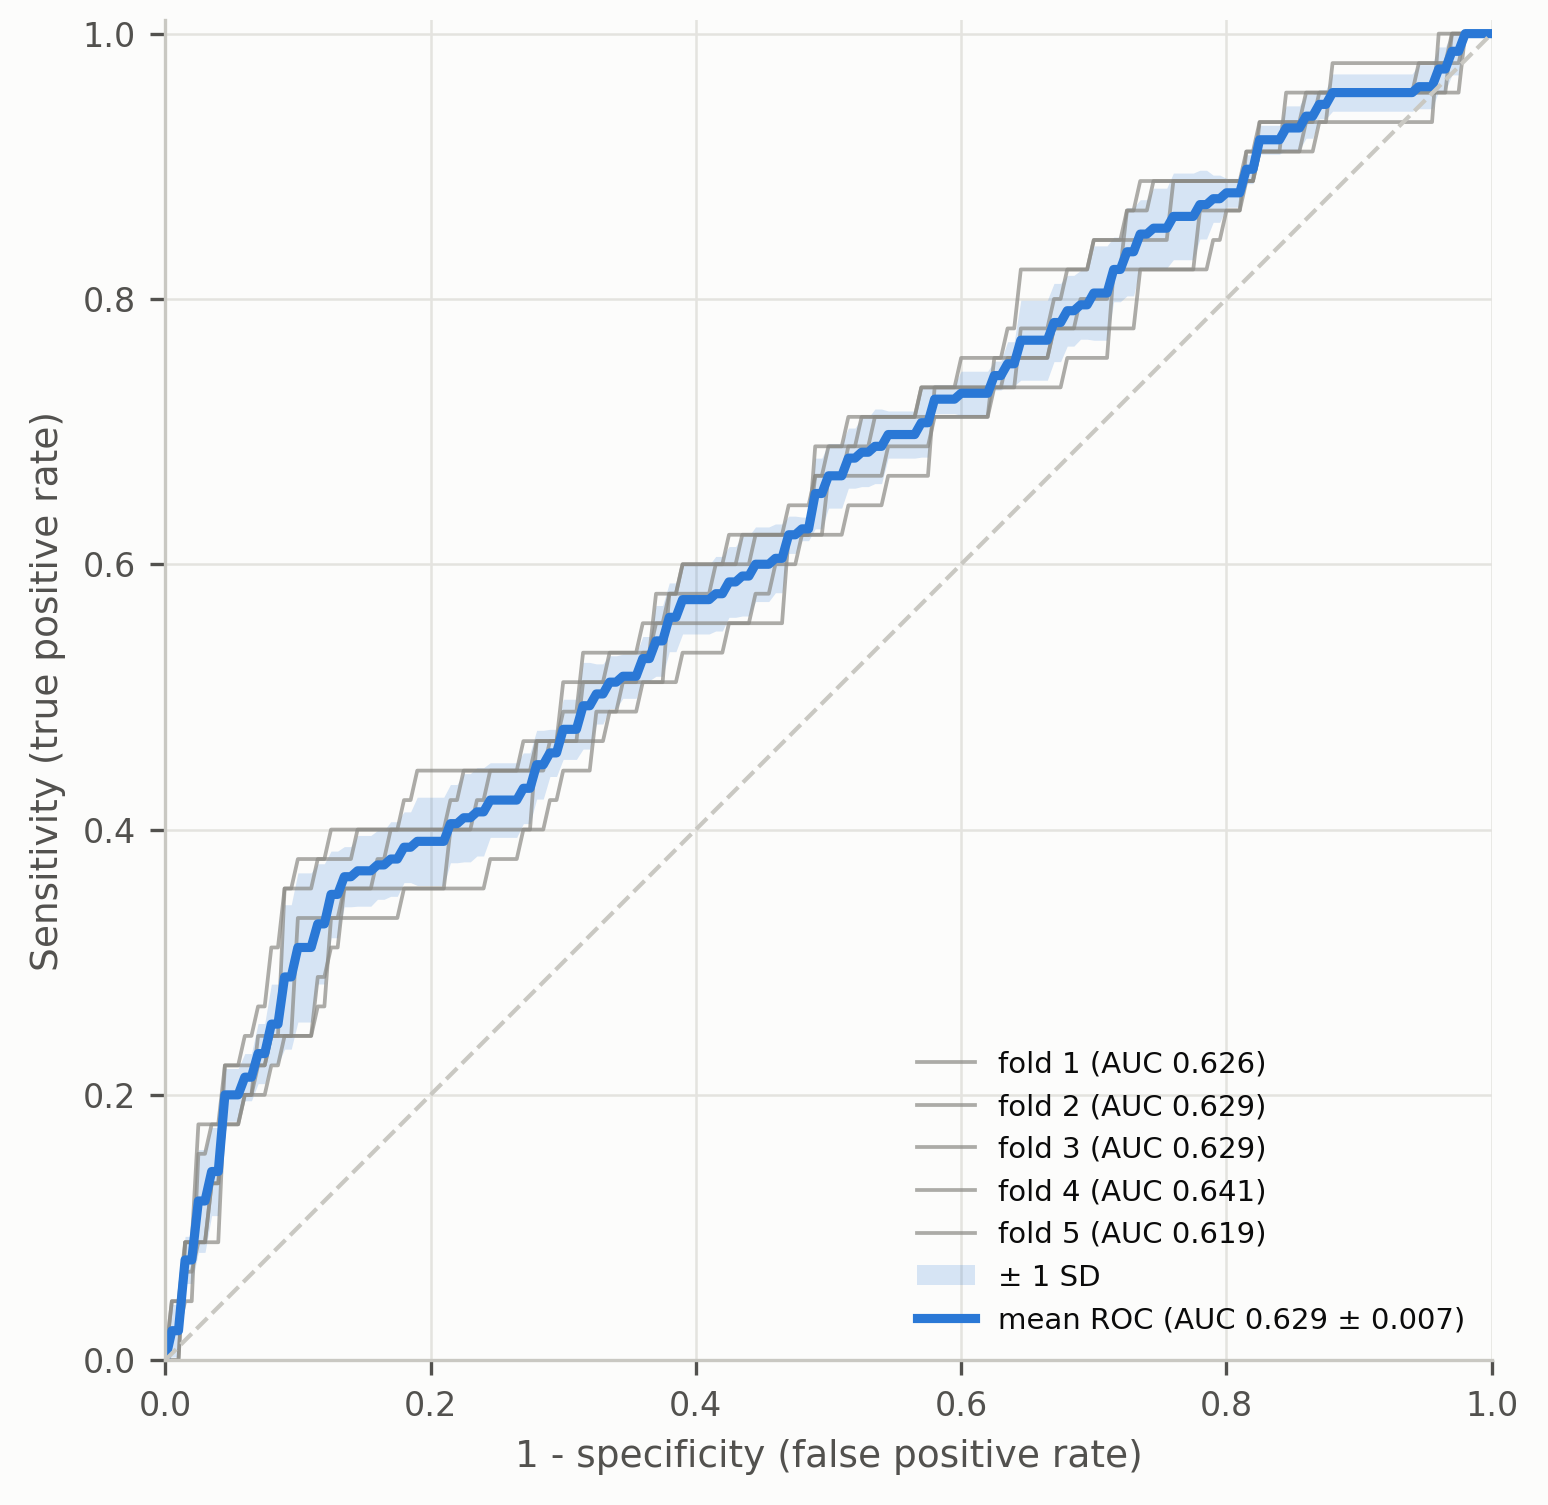 1.0
0.8
0.6
0.4
0.2
0.0
Sensitivity (true positive rate)
fold 1 (AUC 0.626)
fold 2 (AUC 0.629)
fold 3 (AUC 0.629)
fold 4 (AUC 0.641)
fold 5 (AUC 0.619)
± 1 SD
mean ROC (AUC 0.629 ± 0.007)
0.0 0.2 0.4 0.6 0.8 1.0
1 - specificity (false positive rate)